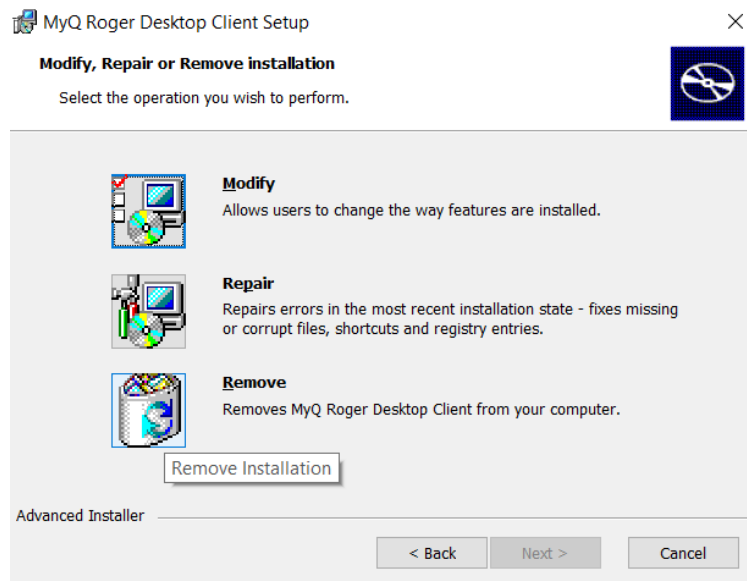 MyQ Roger Desktop Client Setup
Modify, Repair or Remove installation
Select the operation you wish to perform.
Modify
Allows users to change the way features are installed.
Repair
Repairs errors in the most recent installation state - fixes missing
or corrupt files, shortcuts and registry entries.
Remove
Removes MyQ Roger Desktop Client from your computer.
Remove Installation
Advanced Installer
< Back
Next >
Cancel